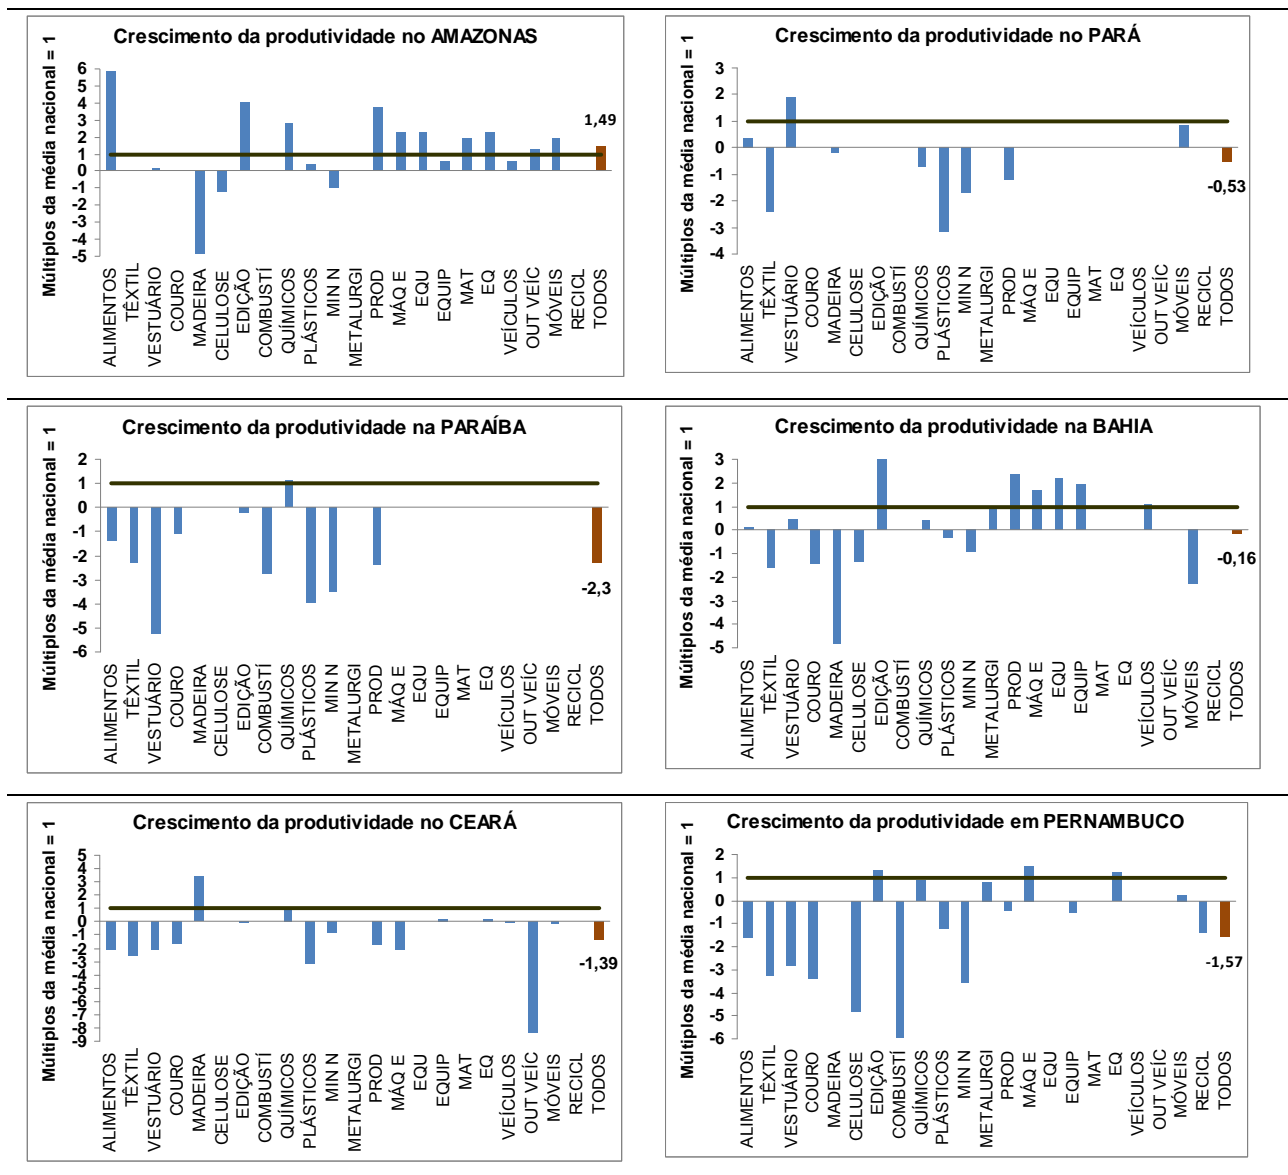 Crescimento da produtividade no AMAZONAS
Múltiplos da média nacional = 1
6
5
4
3
2
1
0
-1
-2
-3
-4
-5
1,49
ALIMENTOS
TÊXTIL
VESTUÁRIO
COURO
MADEIRA
CELULOSE
EDIÇÃO
COMBUSTÍ
QUÍMICOS
PLÁSTICOS
MIN N
METALURGI
PROD
MÁQ E
EQU
EQUIP
MAT
EQ
VEÍCULOS
OUT VEÍC
MÓVEIS
RECICL
TODOS
Crescimento da produtividade no PARÁ
Múltiplos da média nacional = 1
3
2
1
0
-1
-2
-3
-4
-0,53
ALIMENTOS
TÊXTIL
VESTUÁRIO
COURO
MADEIRA
CELULOSE
EDIÇÃO
COMBUSTÍ
QUÍMICOS
PLÁSTICOS
MIN N
METALURGI
PROD
MÁQ E
EQU
EQUIP
MAT
EQ
VEÍCULOS
OUT VEÍC
MÓVEIS
RECICL
TODOS
Crescimento da produtividade na PARAÍBA
Múltiplos da média nacional = 1
2
1
0
-1
-2
-3
-4
-5
-6
-2,3
ALIMENTOS
TÊXTIL
VESTUÁRIO
COURO
MADEIRA
CELULOSE
EDIÇÃO
COMBUSTÍ
QUÍMICOS
PLÁSTICOS
MIN N
METALURGI
PROD
MÁQ E
EQU
EQUIP
MAT
EQ
VEÍCULOS
OUT VEÍC
MÓVEIS
RECICL
TODOS
Crescimento da produtividade na BAHIA
Múltiplos da média nacional = 1
3
2
1
0
-1
-2
-3
-4
-5
-0,16
ALIMENTOS
TÊXTIL
VESTUÁRIO
COURO
MADEIRA
CELULOSE
EDIÇÃO
COMBUSTÍ
QUÍMICOS
PLÁSTICOS
MIN N
METALURGI
PROD
MÁQ E
EQU
EQUIP
MAT
EQ
VEÍCULOS
OUT VEÍC
MÓVEIS
RECICL
TODOS
Crescimento da produtividade no CEARÁ
Múltiplos da média nacional = 1
5
4
3
2
1
0
-1
-2
-3
-4
-5
-6
-7
-8
-9
-1,39
ALIMENTOS
TÊXTIL
VESTUÁRIO
COURO
MADEIRA
CELULOSE
EDIÇÃO
COMBUSTÍ
QUÍMICOS
PLÁSTICOS
MIN N
METALURGI
PROD
MÁQ E
EQU
EQUIP
MAT
EQ
VEÍCULOS
OUT VEÍC
MÓVEIS
RECICL
TODOS
Crescimento da produtividade em PERNAMBUCO
Múltiplos da média nacional = 1
2
1
0
-1
-2
-3
-4
-5
-6
-1,57
ALIMENTOS
TÊXTIL
VESTUÁRIO
COURO
MADEIRA
CELULOSE
EDIÇÃO
COMBUSTÍ
QUÍMICOS
PLÁSTICOS
MIN N
METALURGI
PROD
MÁQ E
EQU
EQUIP
MAT
EQ
VEÍCULOS
OUT VEÍC
MÓVEIS
RECICL
TODOS